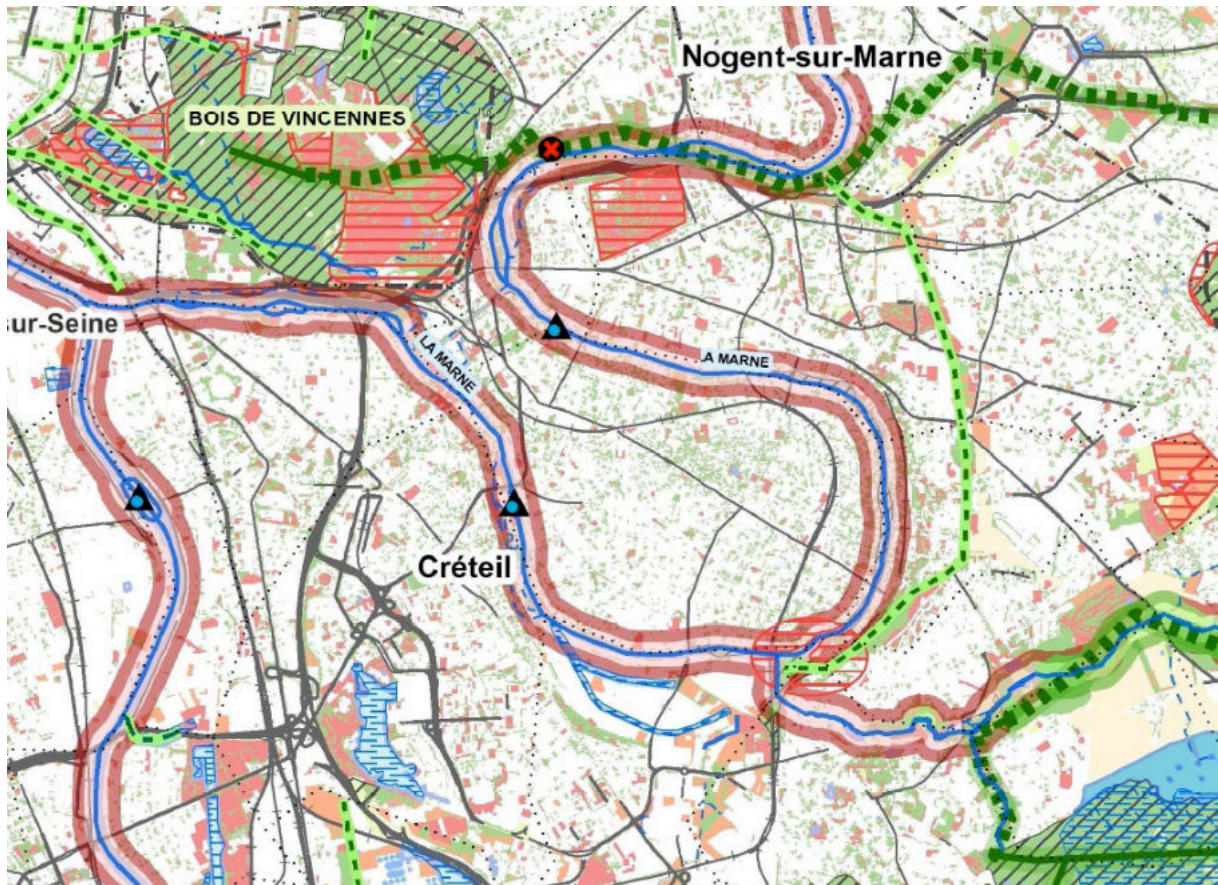 Nogent-sur-Marne
BOIS DE VINCENNES
sur-Seine
LA MARNE
LA MARNE
Créteil